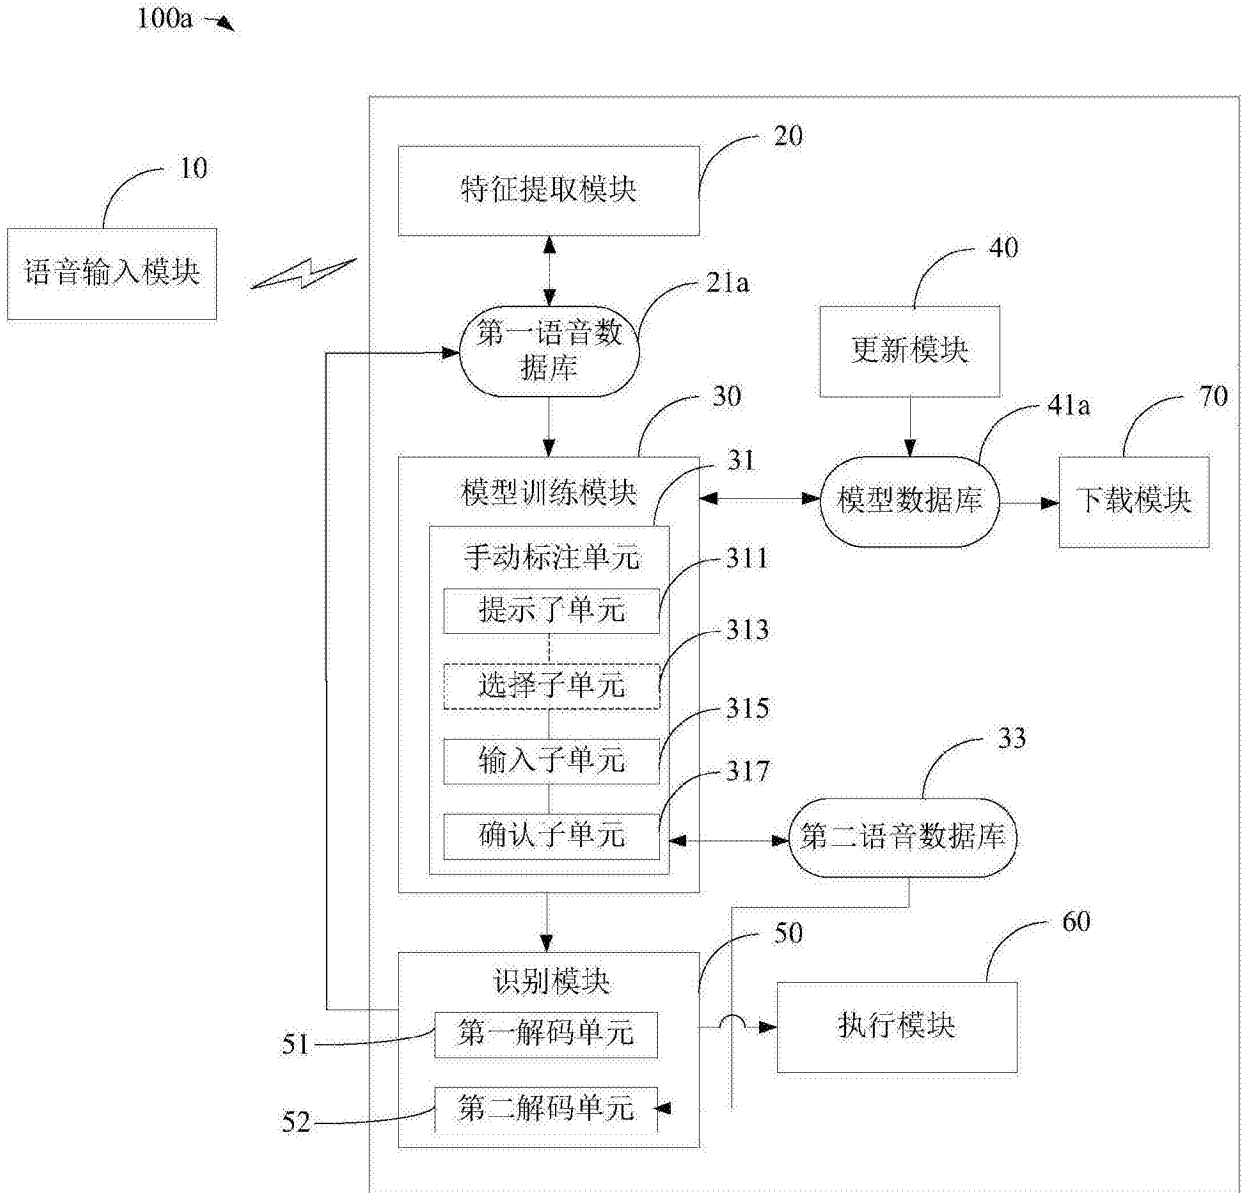 100a
20
10
特征提取模块
语音输入模块
40
21a
第一语音数
据库
更新模块
30
41a
70
31
模型训练模块
模型数据库
下载模块
手动标注单元
311
提示了单元
313
选择子单元
315
输入子单元
33
317
确认子单元
第二语音数据库
50
60
识别模块
51
第一解码单元
执行模块
52
第二解码单元